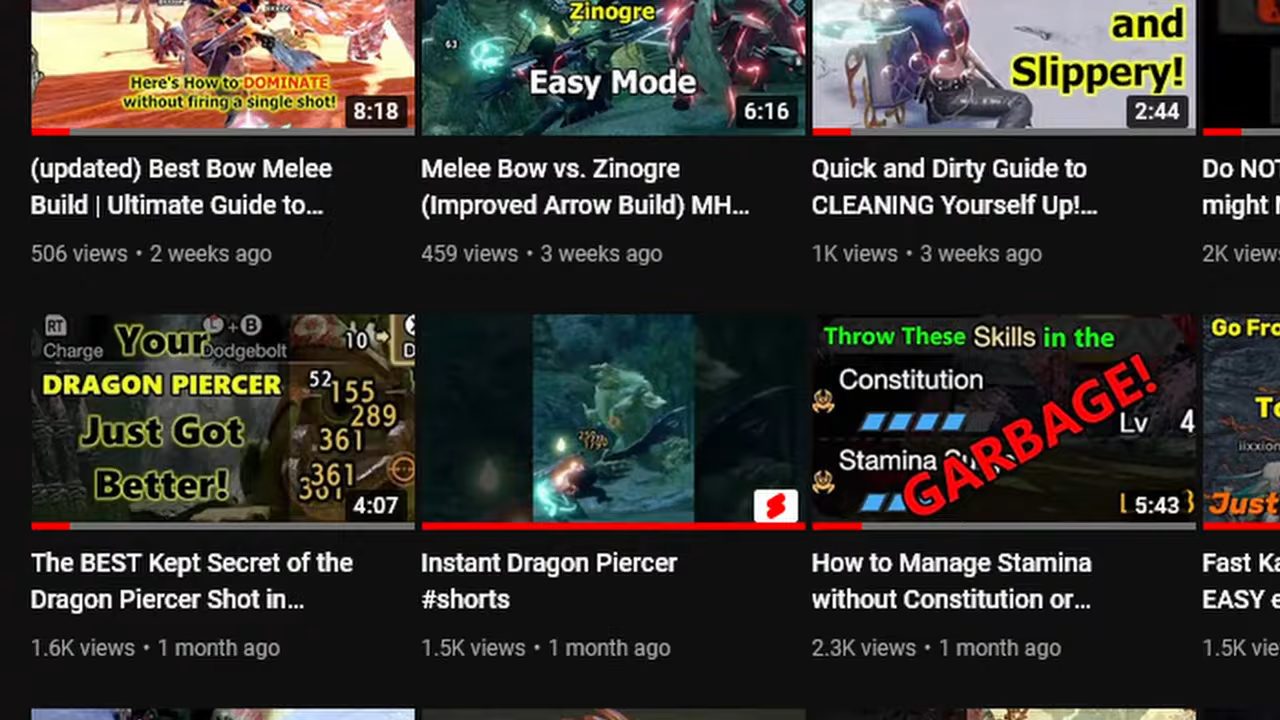 Zinogre
and
63
Easy Mode
Slippery!
Here's How to DOMINATE
without firing a single shot!
8:18
6:16
2:44
(updated) Best Bow Melee
Build | Ultimate Guide to...
506 views • 2 weeks ago
Melee Bow vs. Zinogre
(Improved Arrow Build) MH...
459 views • 3 weeks ago
Quick and Dirty Guide to
CLEANING Yourself Up!...
1K views • 3 weeks ago
Do NOT
might
2K views
RT
Charge
L+B
Dodgebolt
10
Your
DRAGON PIERCER
Just Got
Better!
52
155
289
361
361
361
4:07
Throw These Skills in the
Constitution
Lv 4
Stamina
GARBAGE!
5:43
Go Fro
Just
The BEST Kept Secret of the
Dragon Piercer Shot in...
1.6K views • 1 month ago
Instant Dragon Piercer
#shorts
1.5K views • 1 month ago
How to Manage Stamina
without Constitution or...
2.3K views • 1 month ago
Fast Ka
EASY e
1.5K vie